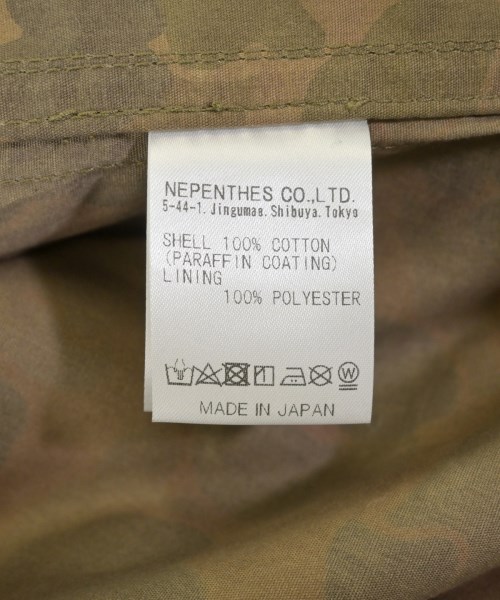 NEPENTHES CO.,LTD.
5-44-1. Jingumae. Shibuya. Tokyo
SHELL 100% COTTON
(PARAFFIN COATING)
LINING
100% POLYESTER
MADE IN JAPAN